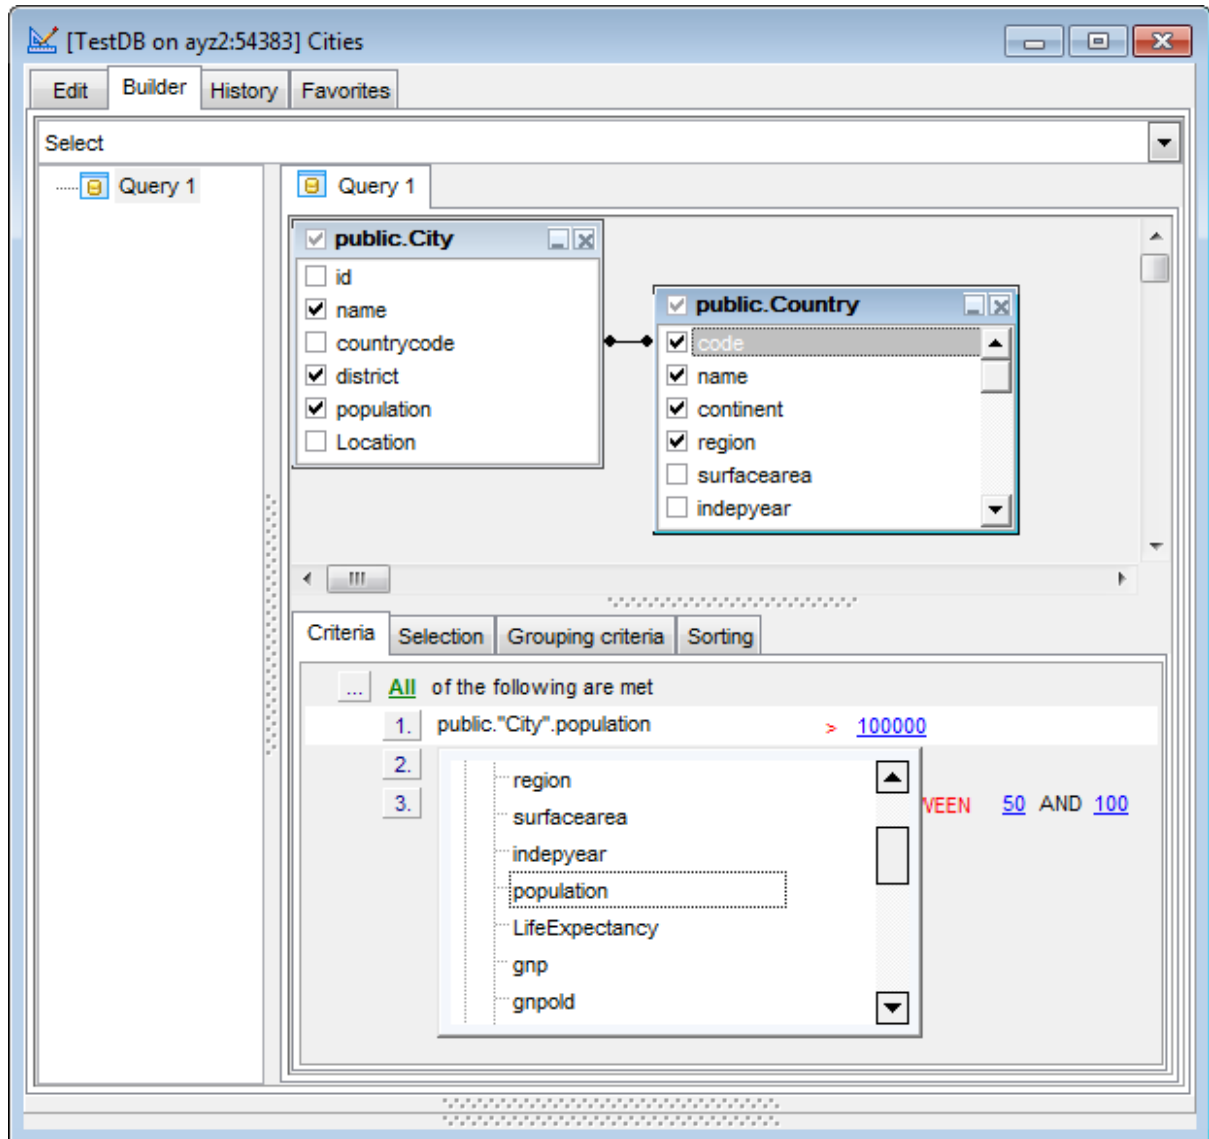 [TestDB on ayz2:54383] Cities
Edit Builder History Favorites
Select
Query 1
Query 1
public.City
id
name
countrycode
district
population
Location
public.Country
code
name
continent
region
surfacearea
indepyear
Criteria Selection Grouping criteria Sorting
... All of the following are met
1. public."City".population > 100000
2.
3. WEEN 50 AND 100
region
surfacearea
indepyear
population
LifeExpectancy
gnp
gnpold